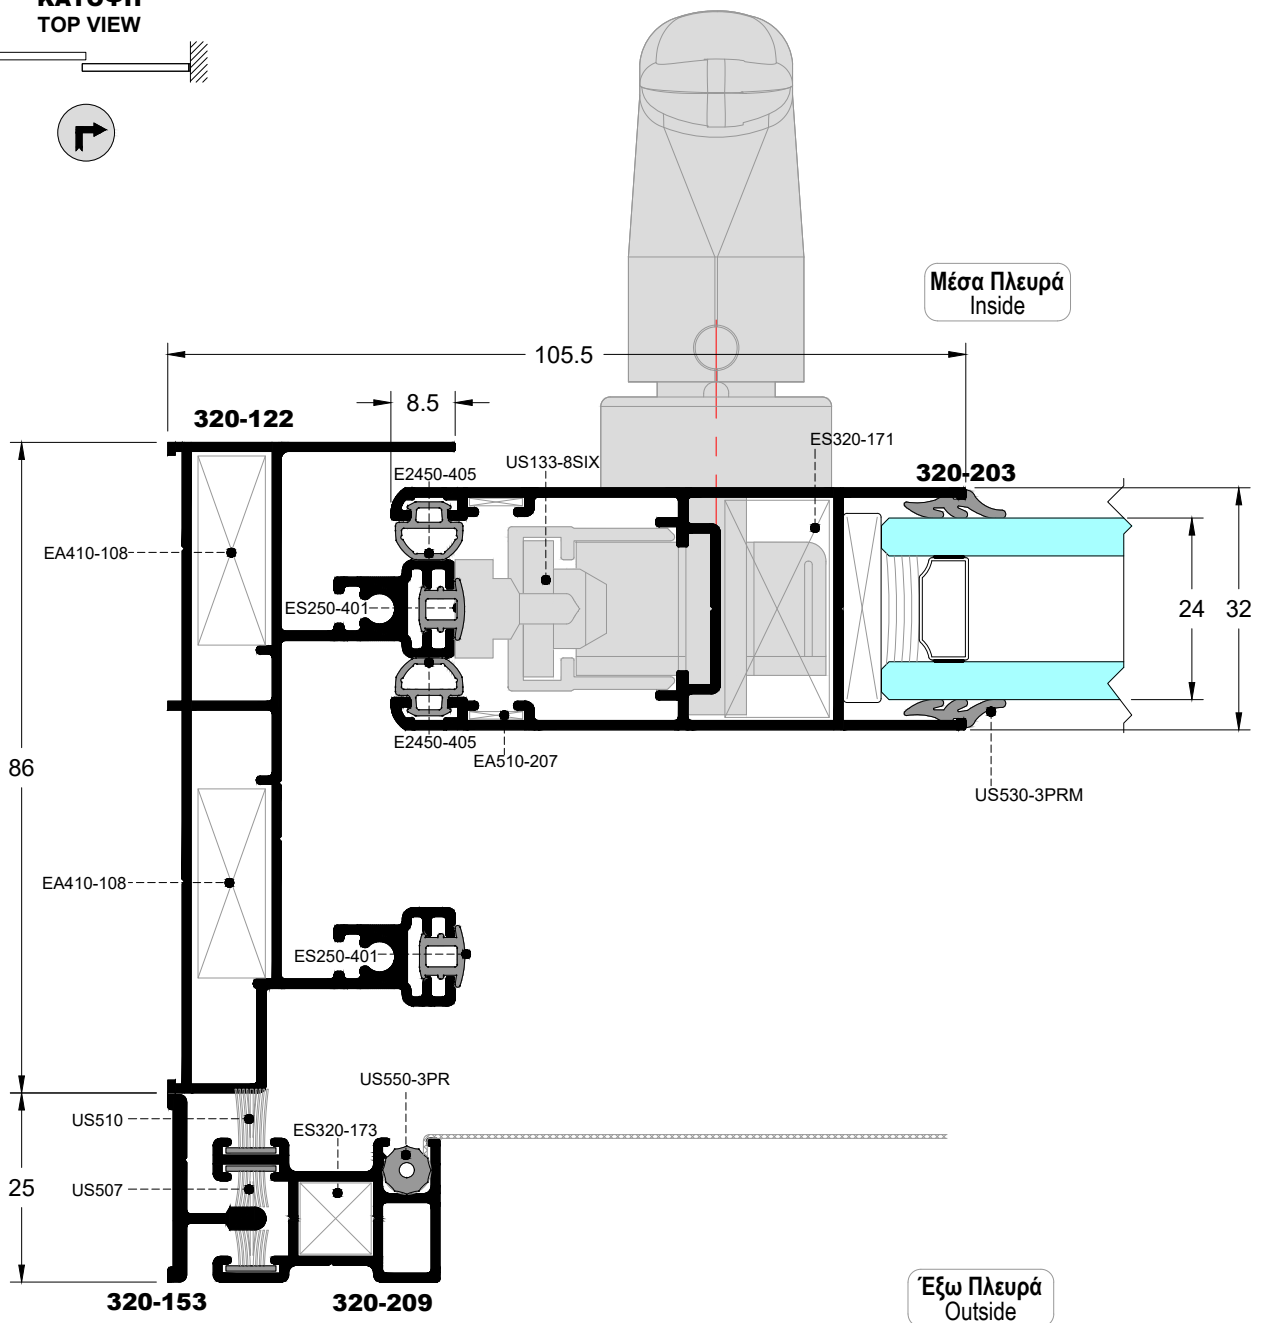 ΚΑΤΟΨΗ
TOP VIEW
Μέσα Πλευρά
Inside
105.5
8.5
320-122
ES320-171
US133-8SIX
E2450-405
320-203
EA410-108
ES250-401
24
32
E2450-405
EA510-207
86
US530-3PRM
EA410-108
ES250-401
US550-3PR
US510
ES320-173
25
US507
320-153
320-209
Έξω Πλευρά
Outside